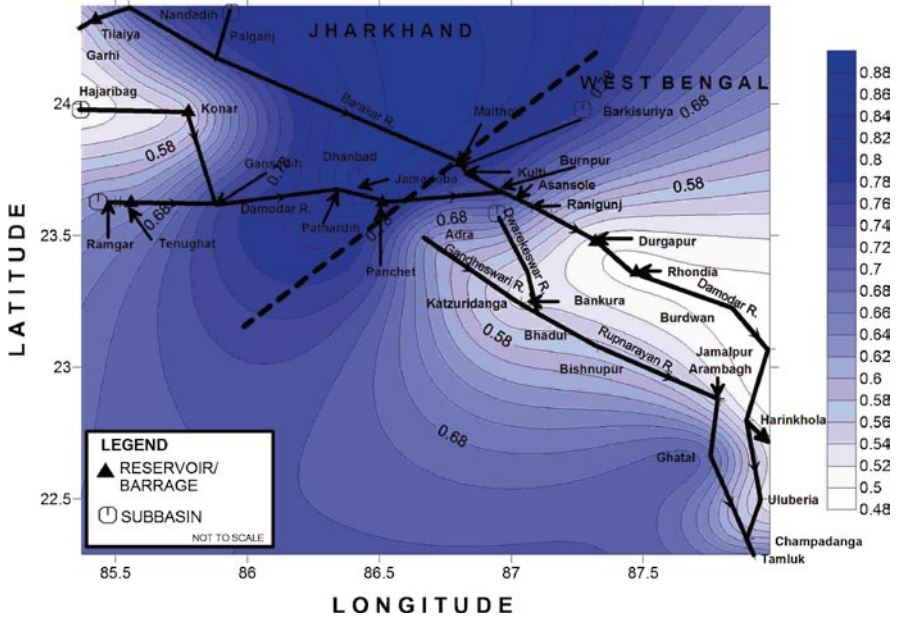 JHARKHAND
WEST BENGAL
Nandadih
Tilaiya
Palganj
Garhi
Hajaribag
Konar
Barakar R.
Maithon
Barkisuriya
0.68
0.58
Dhanbad
Burnpur
Kulti
Jamadoba
Asansole
0.58
Ranigunj
Damodar R.
0.68
0.68
Pathardih
Ramgar
Tenughat
Adra
Dwarekeswar R.
Durgapur
Panchet
Gandheswari R.
Rhondia
Damodar R.
Katzuridanga
Bankura
Burdwan
0.58
Bhadul
Rupnarayan R.
Jamalpur
Bishnupur
Arambagh
Harinkhola
0.68
Ghatal
Uluberia
Champadanga
Tamluk
LEGEND
RESERVOIR/
BARRAGE
SUBBASIN
NOT TO SCALE
LATITUDE
24
23.5
23
22.5
85.5
86
86.5
87
87.5
LONGITUDE
0.88
0.86
0.84
0.82
0.8
0.78
0.76
0.74
0.72
0.7
0.68
0.66
0.64
0.62
0.6
0.58
0.56
0.54
0.52
0.5
0.48